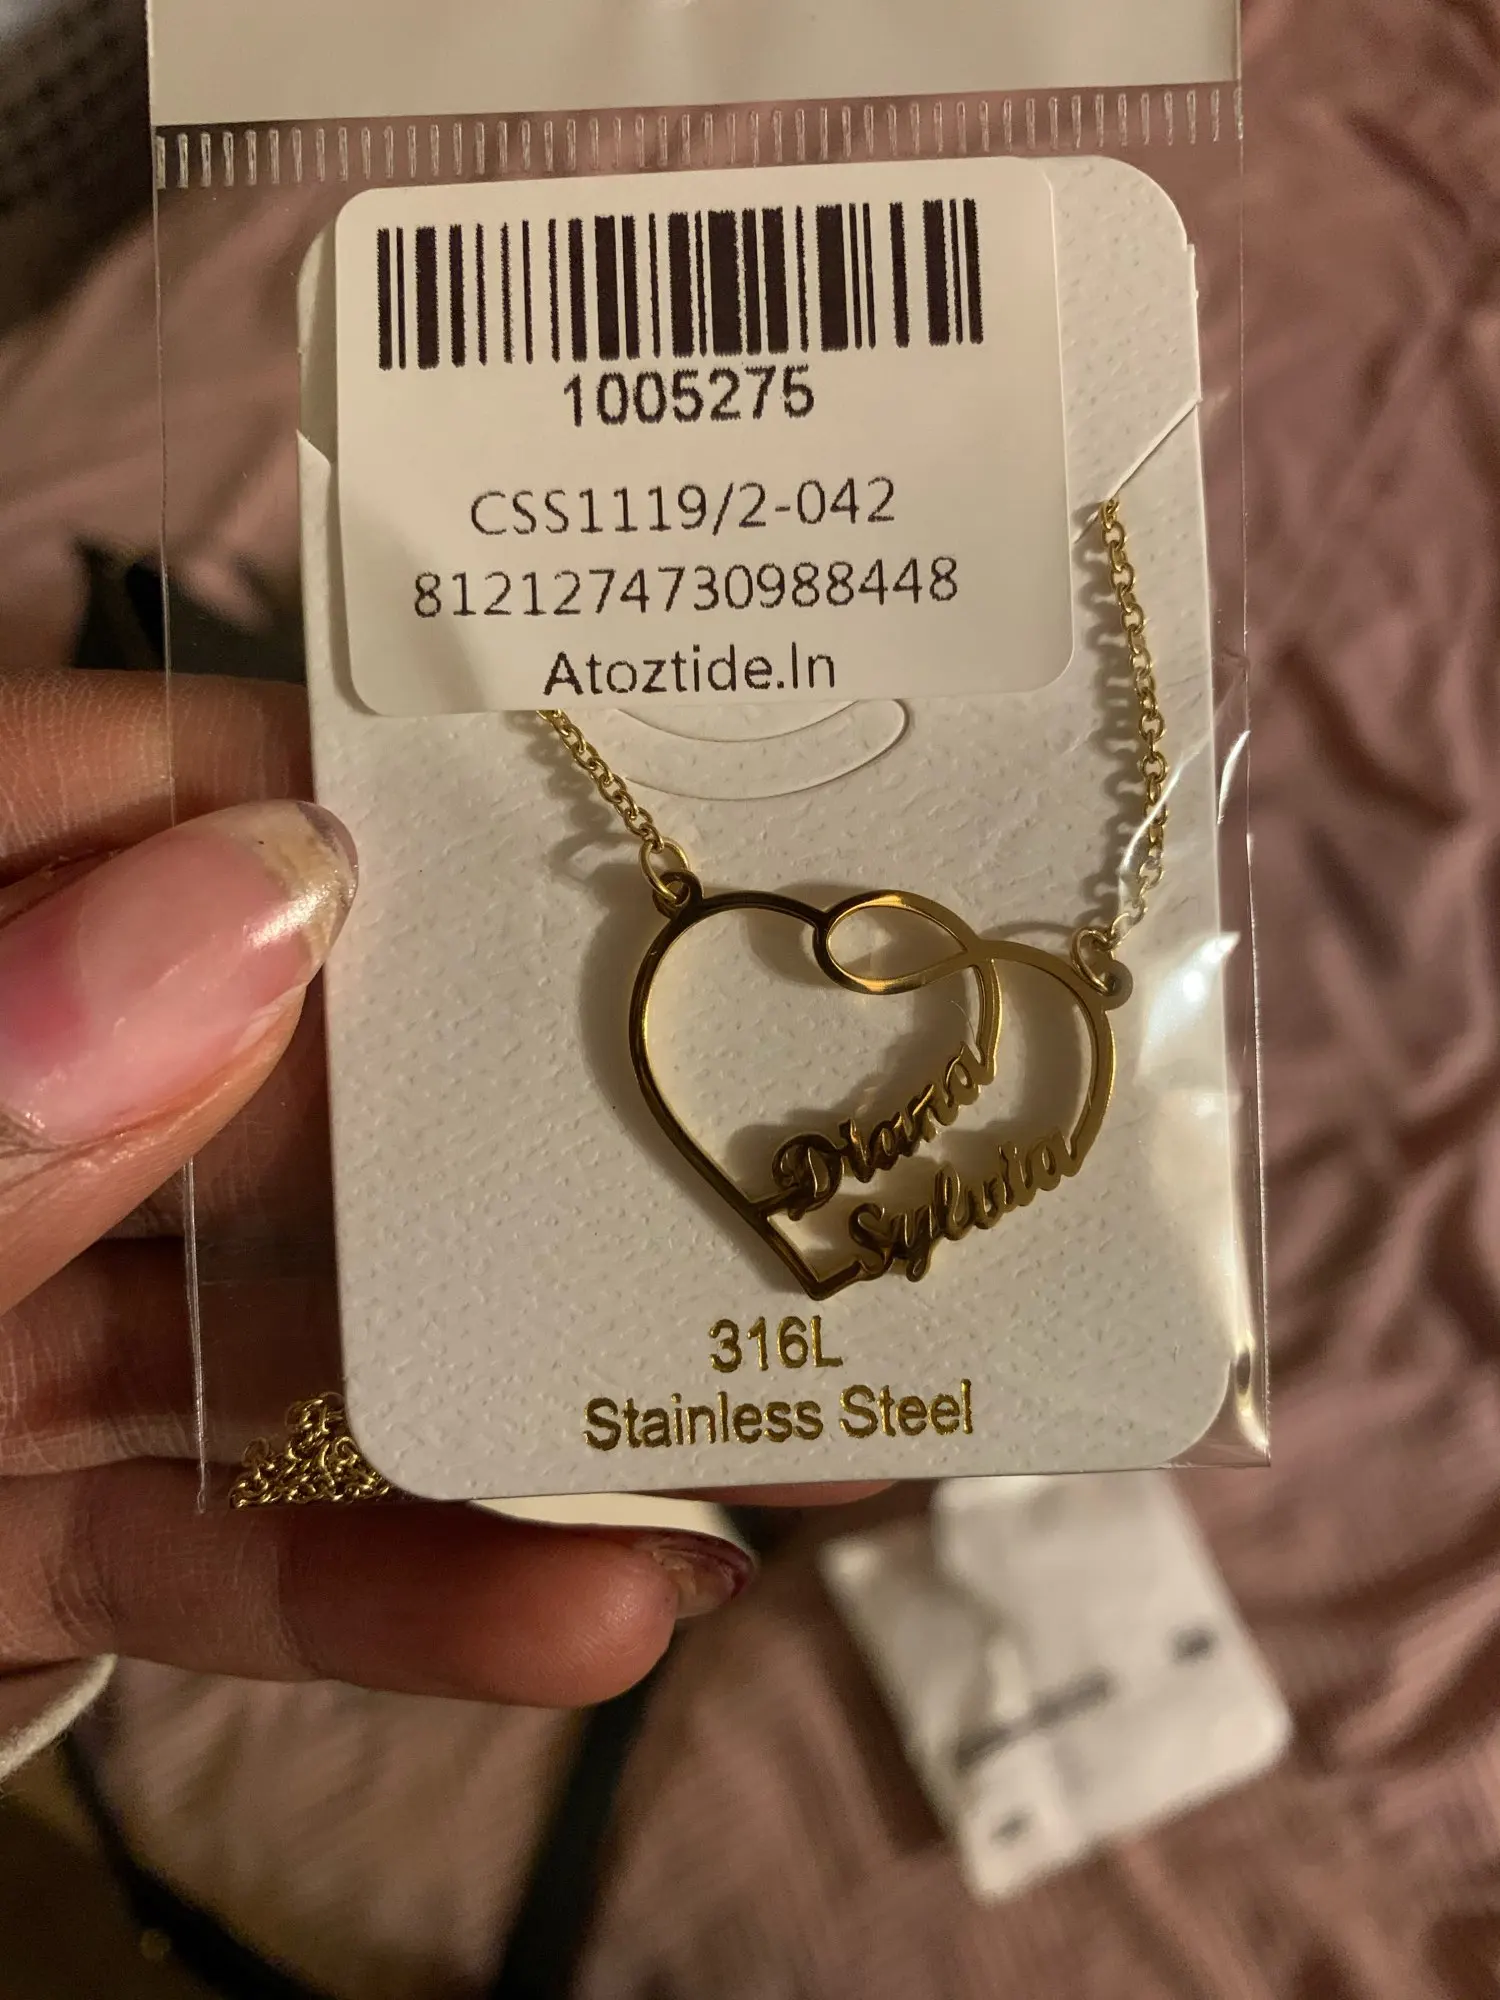 1005275
CSS1119/2-042
8121274730988448
Atoztide.In
Diana
Sylvia
316L
Stainless Steel